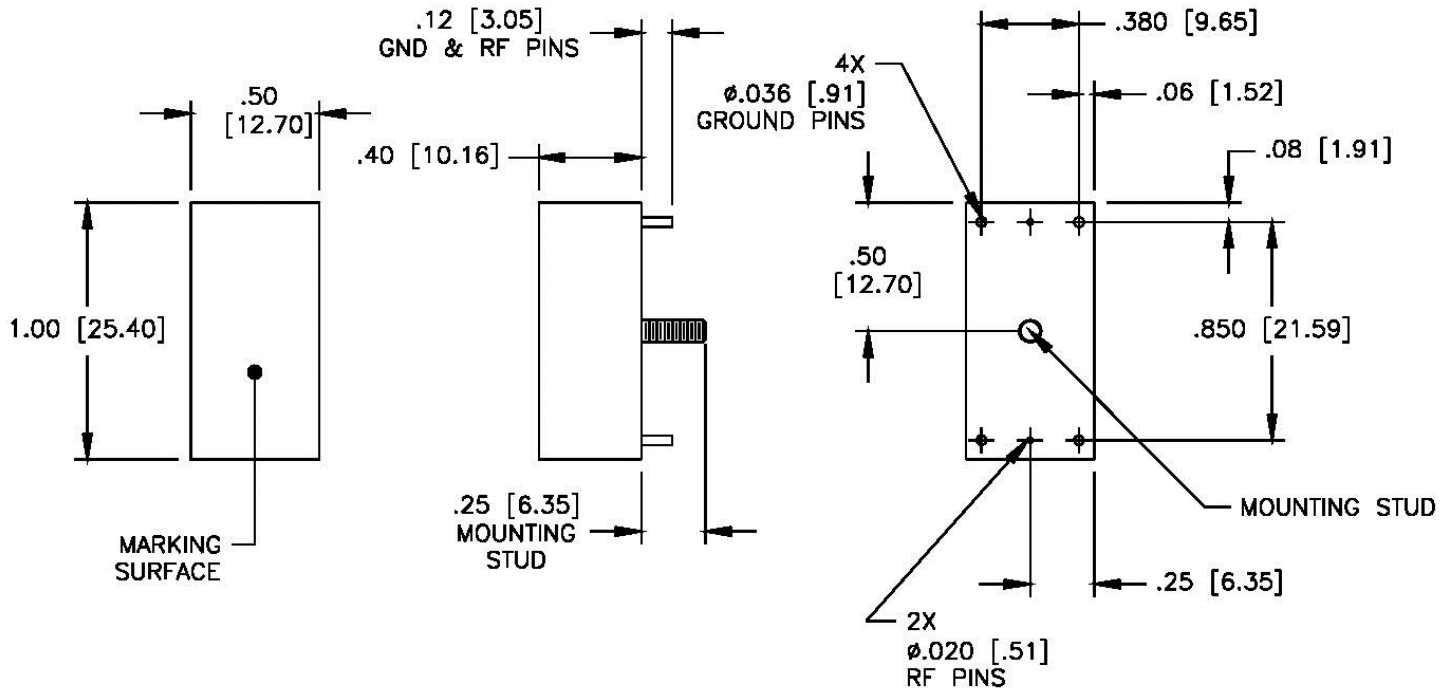 .12 [3.05]
GND & RF PINS
.50
[12.70]
.40 [10.16]
1.00 [25.40]
MARKING
SURFACE
.25 [6.35]
MOUNTING
STUD
.380 [9.65]
4X
ø.036 [.91]
GROUND PINS
.06 [1.52]
.08 [1.91]
.50
[12.70]
.850 [21.59]
MOUNTING STUD
.25 [6.35]
2X
ø.020 [.51]
RF PINS